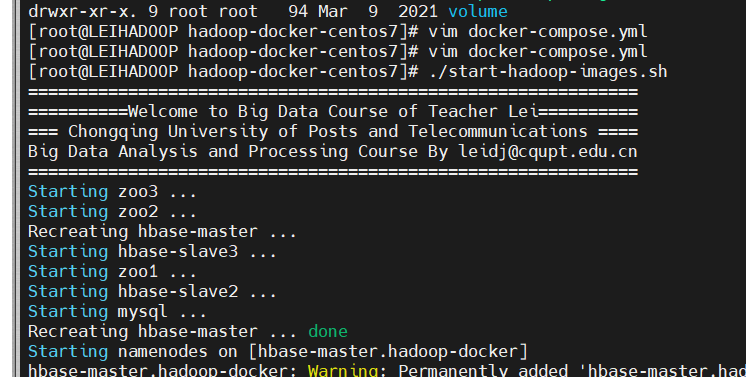 drwxr-xr-x. 9 root root   94 Mar  9  2021 volume
[root@LEIHADOOP hadoop-docker-centos7]# vim docker-compose.yml
[root@LEIHADOOP hadoop-docker-centos7]# vim docker-compose.yml
[root@LEIHADOOP hadoop-docker-centos7]# ./start-hadoop-images.sh
=============================================================
==========Welcome to Big Data Course of Teacher Lei==========
=== Chongqing University of Posts and Telecommunications ====
Big Data Analysis and Processing Course By leidj@cqupt.edu.cn
=============================================================
Starting zoo3 ...
Starting zoo2 ...
Recreating hbase-master ...
Starting hbase-slave3 ...
Starting zoo1 ...
Starting hbase-slave2 ...
Starting mysql ...
Recreating hbase-master ... done
Starting namenodes on [hbase-master.hadoop-docker]
hbase-master.hadoop-docker: Warning: Permanently added 'hbase-master.had